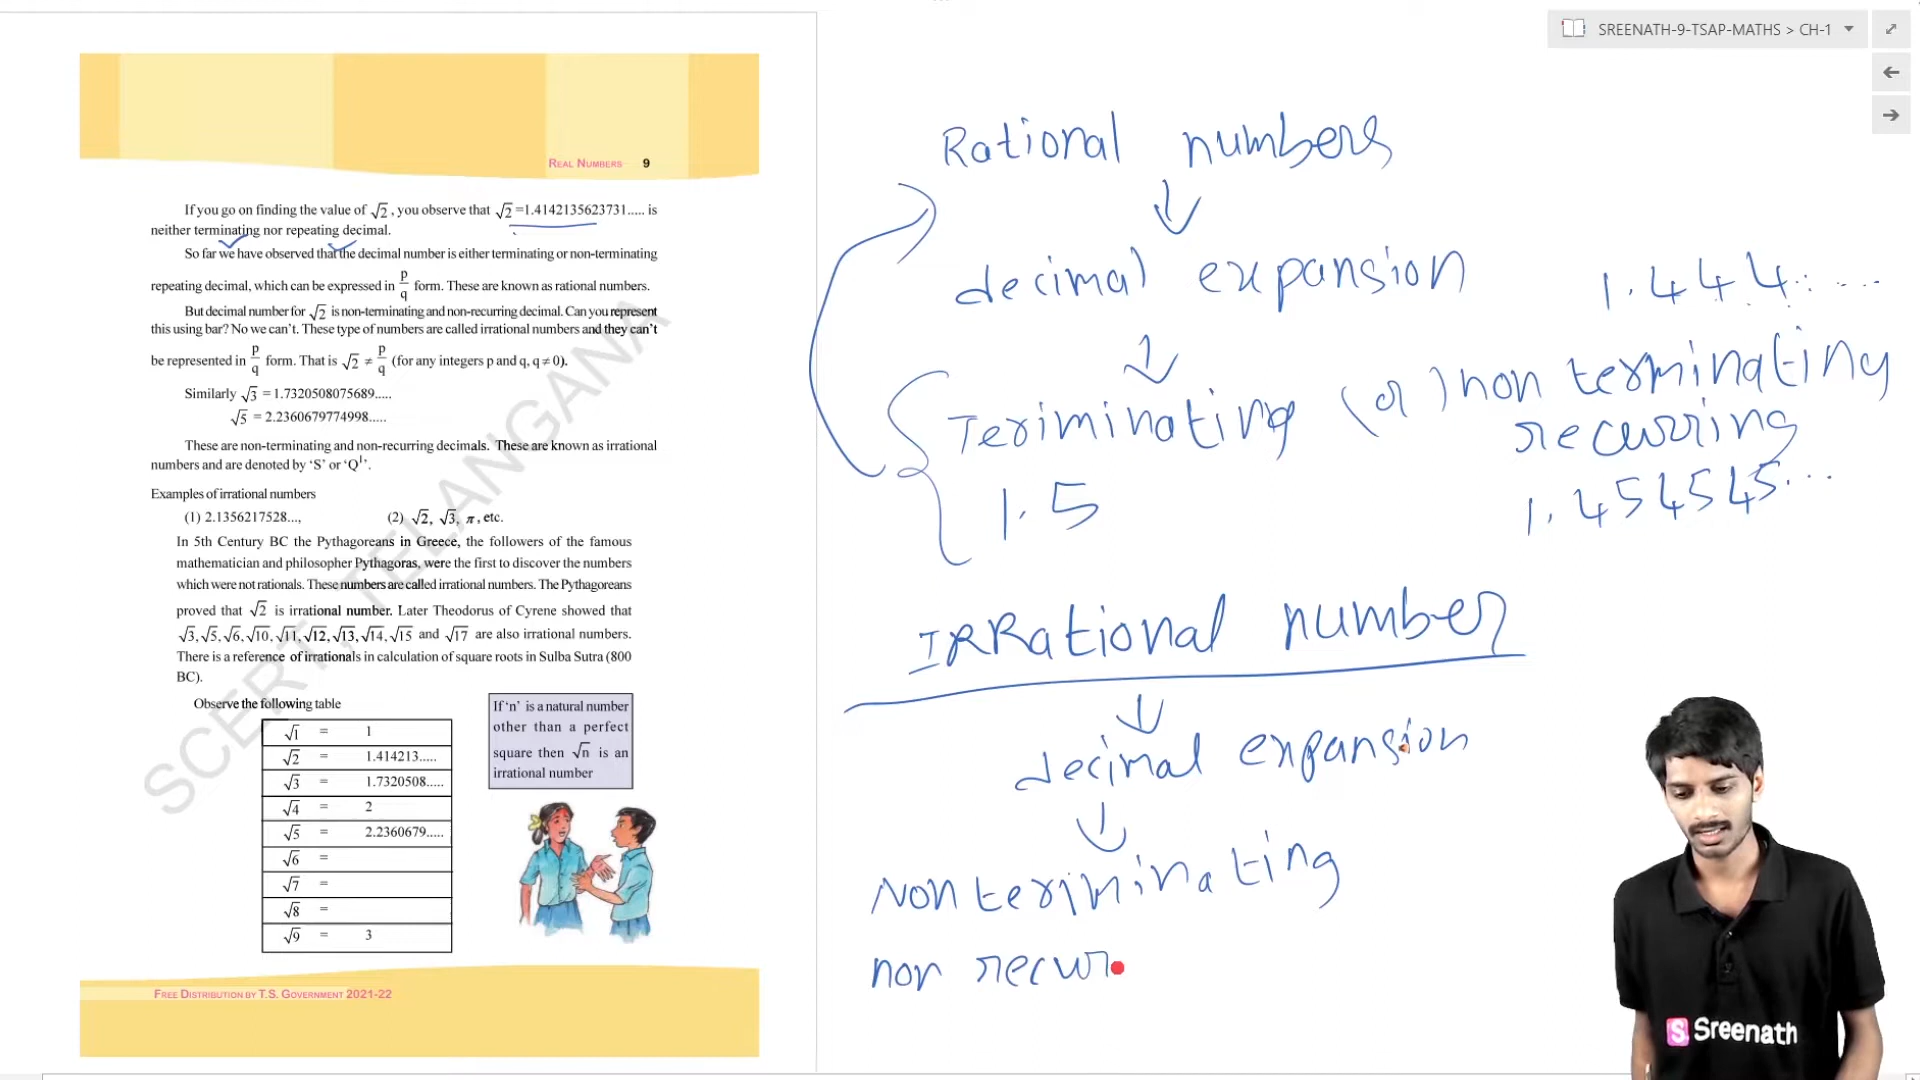 SREENATH-9-TSAP-MATHS > CH-1
REAL NUMBERS 9
If you go on finding the value of √2, you observe that √2=1.4142135623731..... is
neither terminating nor repeating decimal.
So far we have observed that the decimal number is either terminating or non-terminating
repeating decimal, which can be expressed in p/q form. These are known as rational numbers.
But decimal number for √2 is non-terminating and non-recurring decimal. Can you represent
this using bar? No we can't. These type of numbers are called irrational numbers and they can't
be represented in p/q form. That is √2 ≠ p/q (for any integers p and q, q ≠ 0).
Similarly √3 =1.7320508075689.....
√5 = 2.2360679774998.....
These are non-terminating and non-recurring decimals. These are known as irrational
numbers and are denoted by 'S' or 'Q¹'.
Examples of irrational numbers
(1) 2.1356217528..., (2) √2, √3, π, etc.
In 5th Century BC the Pythagoreans in Greece, the followers of the famous
mathematician and philosopher Pythagoras, were the first to discover the numbers
which were not rationals. These numbers are called irrational numbers. The Pythagoreans
proved that √2 is irrational number. Later Theodorus of Cyrene showed that
√3, √5, √6, √10, √11, √12, √13, √14, √15 and √17 are also irrational numbers.
There is a reference of irrationals in calculation of square roots in Sulba Sutra (800
BC).
Observe the following table
√1 = 1
√2 = 1.414213.....
√3 = 1.7320508.....
√4 = 2
√5 = 2.2360679.....
√6 =
√7 =
√8 =
√9 = 3
If 'n' is a natural number
other than a perfect
square then √n is an
irrational number
SCERT, TELANGANA
FREE DISTRIBUTION BY T.S. GOVERNMENT 2021-22
Rational numbers
decimal expansion
1.444.....
Teriminating (or) non terminating
recurring
1.5
1.454545...
IRRational number
decimal expansion
Non terjminating
non recurr
Sreenath